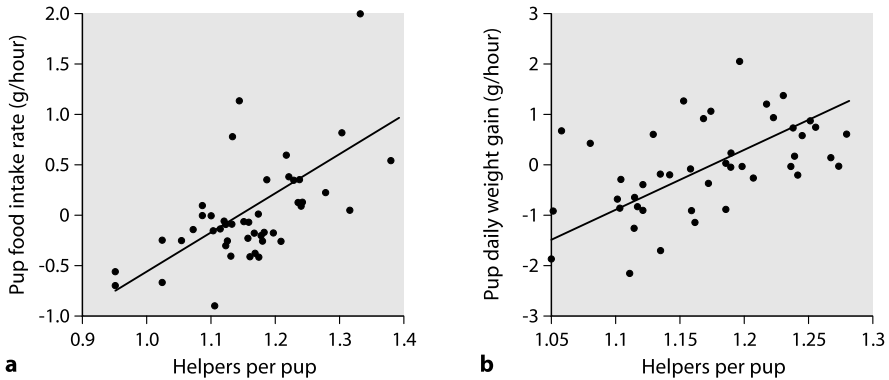 Pup food intake rate (g/hour)
2.0
1.5
1.0
0.5
0
-0.5
-1.0
0.9 1.0 1.1 1.2 1.3 1.4
Helpers per pup
a
Pup daily weight gain (g/hour)
3
2
1
0
-1
-2
-3
1.05 1.1 1.15 1.2 1.25 1.3
Helpers per pup
b